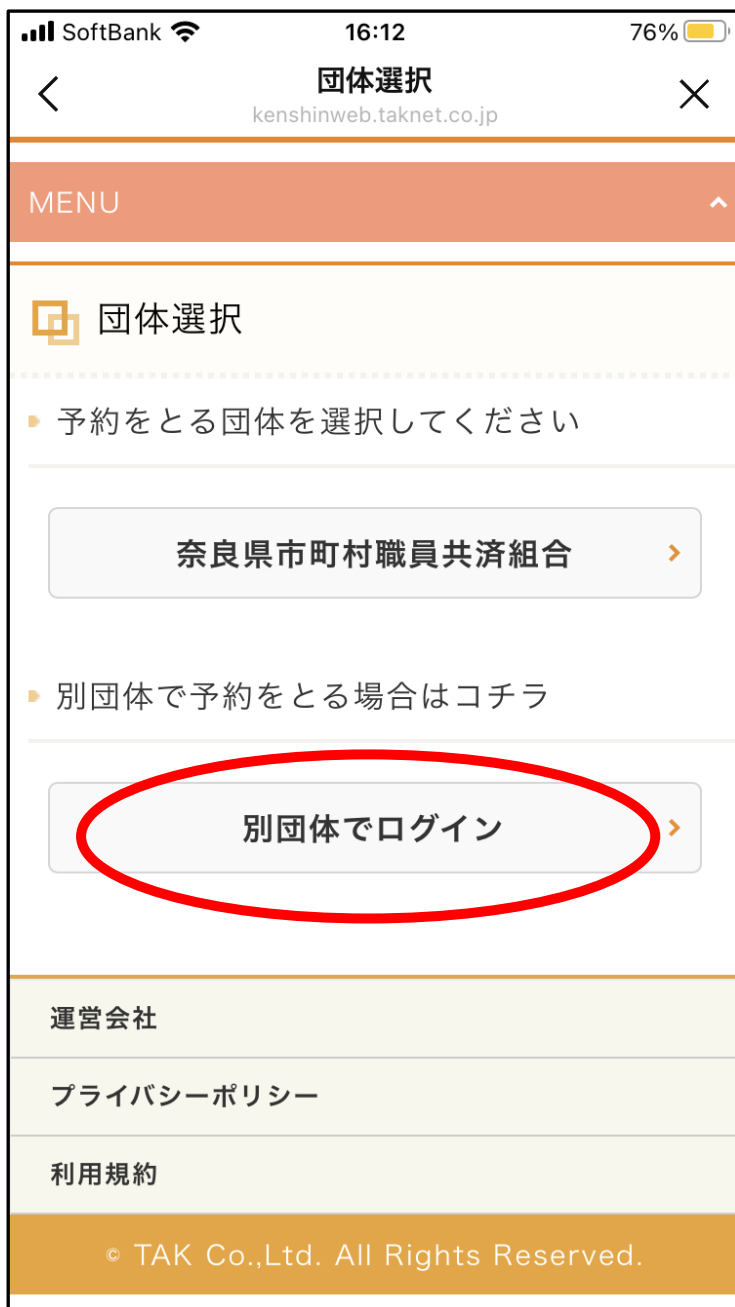 SoftBank 16:12 76%
団体選択
kenshinweb.taknet.co.jp
MENU
団体選択
予約をとる団体を選択してください
奈良県市町村職員共済組合
別団体で予約をとる場合はコチラ
別団体でログイン
運営会社
プライバシーポリシー
利用規約
© TAK Co.,Ltd. All Rights Reserved.